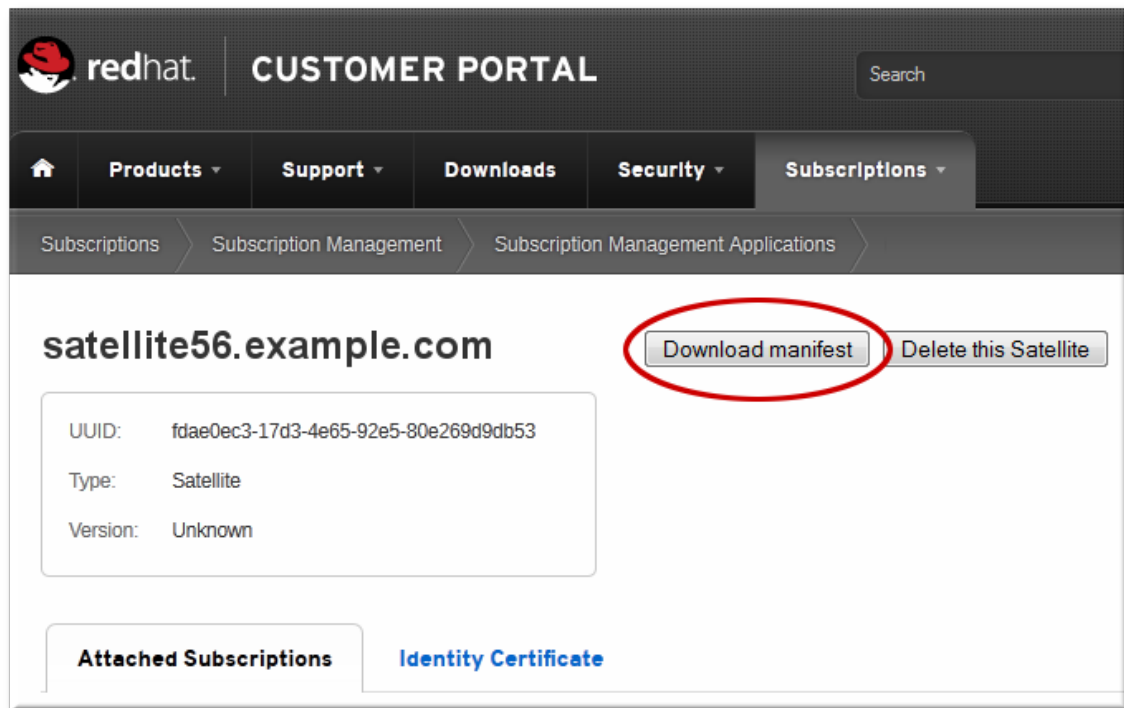 redhat. CUSTOMER PORTAL Search
Products Support Downloads Security Subscriptions
Subscriptions Subscription Management Subscription Management Applications
satellite56.example.com Download manifest Delete this Satellite
UUID: fdae0ec3-17d3-4e65-92e5-80e269d9db53
Type: Satellite
Version: Unknown
Attached Subscriptions Identity Certificate